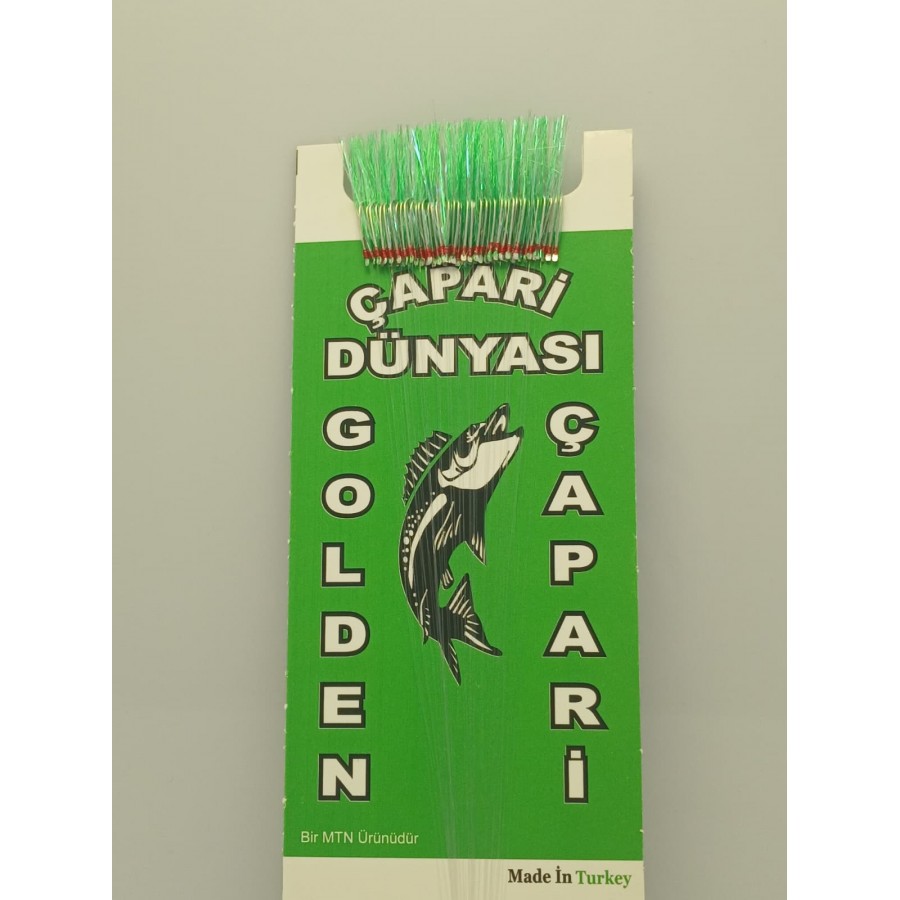 ÇAPARİ
DÜNYASI
GOLDEN
ÇAPARİ
Bir MTN Ürünüdür
Made İn Turkey